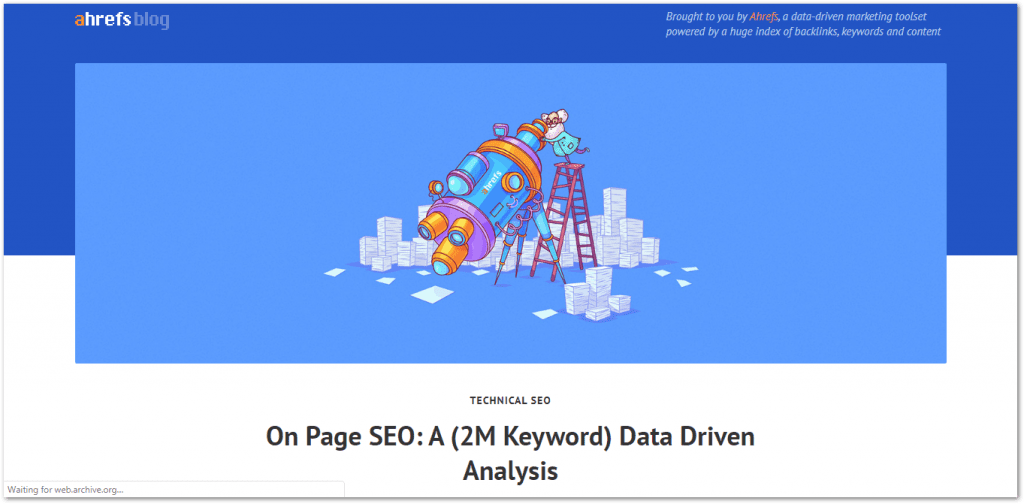 ahrefs blog
Brought to you by Ahrefs, a data-driven marketing toolset
powered by a huge index of backlinks, keywords and content
ahrefs
TECHNICAL SEO
On Page SEO: A (2M Keyword) Data Driven
Analysis
Waiting for web.archive.org...